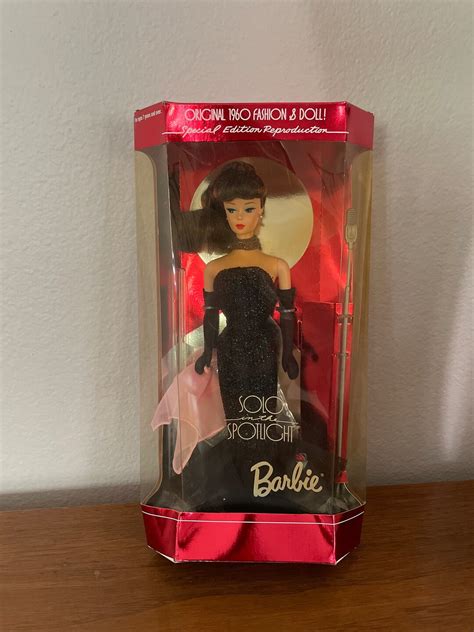 ORIGINAL 1960 FASHION & DOLL!
Special Edition Reproduction
SOLO
in the
SPOTLIGHT
Barbie